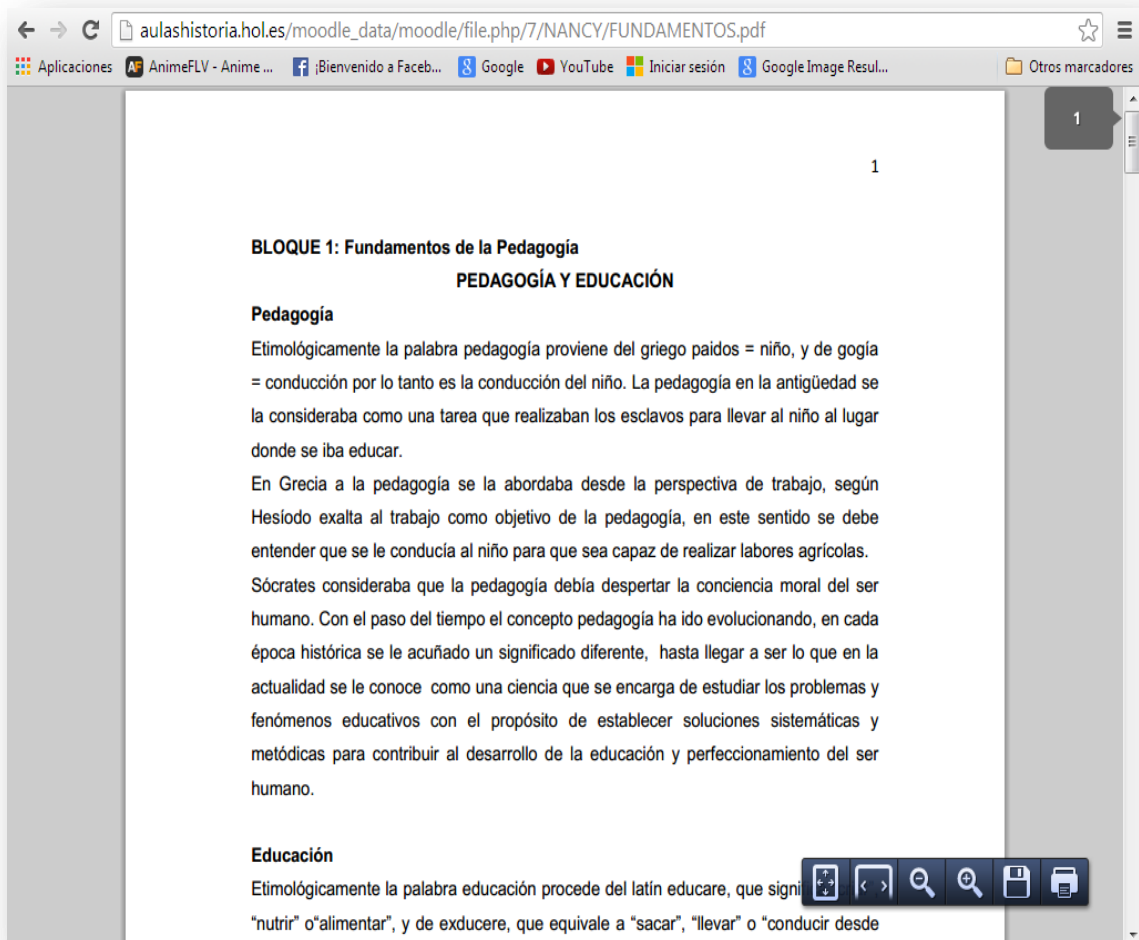 aulashistoria.hol.es/moodle_data/moodle/file.php/7/NANCY/FUNDAMENTOS.pdf
Aplicaciones AF AnimeFLV - Anime ... f ¡Bienvenido a Faceb... 8 Google YouTube Iniciar sesión 8 Google Image Resul... Otros marcadores
1
1
BLOQUE 1: Fundamentos de la Pedagogía
PEDAGOGÍA Y EDUCACIÓN
Pedagogía
Etimológicamente la palabra pedagogía proviene del griego paidos = niño, y de gogía
= conducción por lo tanto es la conducción del niño. La pedagogía en la antigüedad se
la consideraba como una tarea que realizaban los esclavos para llevar al niño al lugar
donde se iba educar.
En Grecia a la pedagogía se la abordaba desde la perspectiva de trabajo, según
Hesíodo exalta al trabajo como objetivo de la pedagogía, en este sentido se debe
entender que se le conducía al niño para que sea capaz de realizar labores agrícolas.
Sócrates consideraba que la pedagogía debía despertar la conciencia moral del ser
humano. Con el paso del tiempo el concepto pedagogía ha ido evolucionando, en cada
época histórica se le acuñado un significado diferente, hasta llegar a ser lo que en la
actualidad se le conoce como una ciencia que se encarga de estudiar los problemas y
fenómenos educativos con el propósito de establecer soluciones sistemáticas y
metódicas para contribuir al desarrollo de la educación y perfeccionamiento del ser
humano.
Educación
Etimológicamente la palabra educación procede del latín educare, que
“nutrir” o“alimentar”, y de exducere, que equivale a “sacar”, “llevar” o “conducir desde